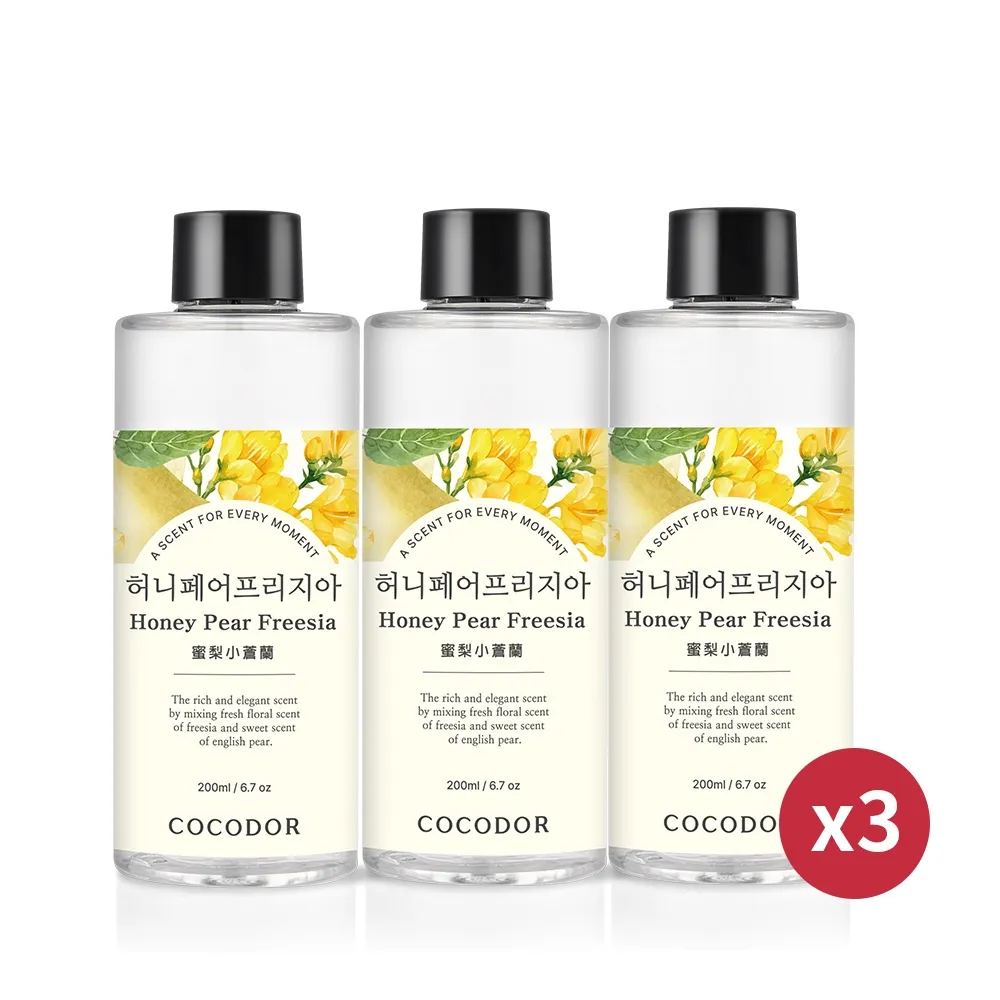 A SCENT FOR EVERY MOMENT
허니페어프리지아
Honey Pear Freesia
蜜梨小蒼蘭
The rich and elegant scent
by mixing fresh floral scent
of freesia and sweet scent
of english pear.
200ml / 6.7 oz
COCODOR
A SCENT FOR EVERY MOMENT
허니페어프리지아
Honey Pear Freesia
蜜梨小蒼蘭
The rich and elegant scent
by mixing fresh floral scent
of freesia and sweet scent
of english pear.
200ml / 6.7 oz
COCODOR
A SCENT FOR EVERY MOMENT
허니페어프리지아
Honey Pear Freesia
蜜梨小蒼蘭
The rich and elegant scent
by mixing fresh floral scent
of freesia and sweet scent
of english pear.
200ml / 6.7 oz
COCODO
x3